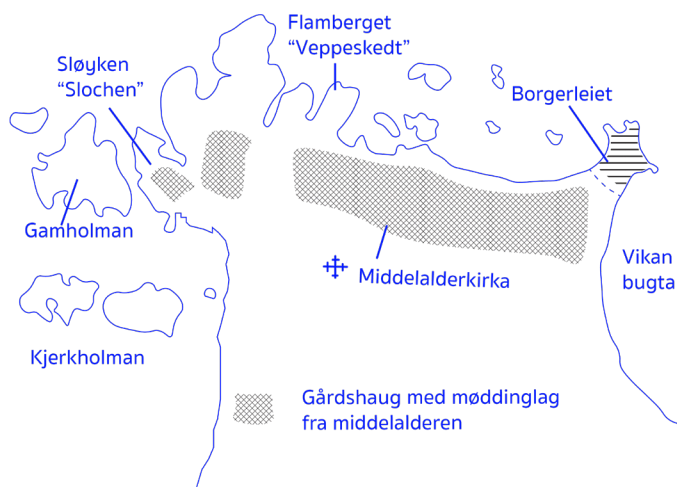 Flamberget
“Veppeskedt”
Sløyken
“Slochen”
Borgerleiet
Gamholman
Vikan
bugta
Middelalderkirka
Kjerkholman
Gårdshaug med møddinglag
fra middelalderen